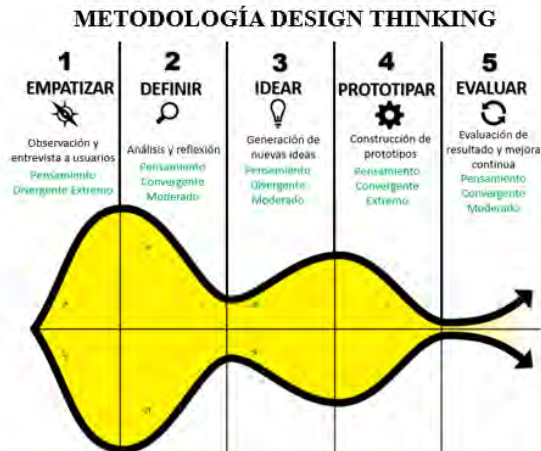 METODOLOGÍA DESIGN THINKING
1
EMPATIZAR
Observación y
entrevista a usuarios
Pensamiento
Divergente Extremo
2
DEFINIR
Análisis y reflexión
Pensamiento
Convergente
Moderado
3
IDEAR
Generación de
nuevas ideas
Pensamiento
Divergente
Moderado
4
PROTOTIPAR
Construcción de
prototipos
Pensamiento
Convergente
Extremo
5
EVALUAR
Evaluación de
resultado y mejora
continua
Pensamiento
Convergente
Moderado